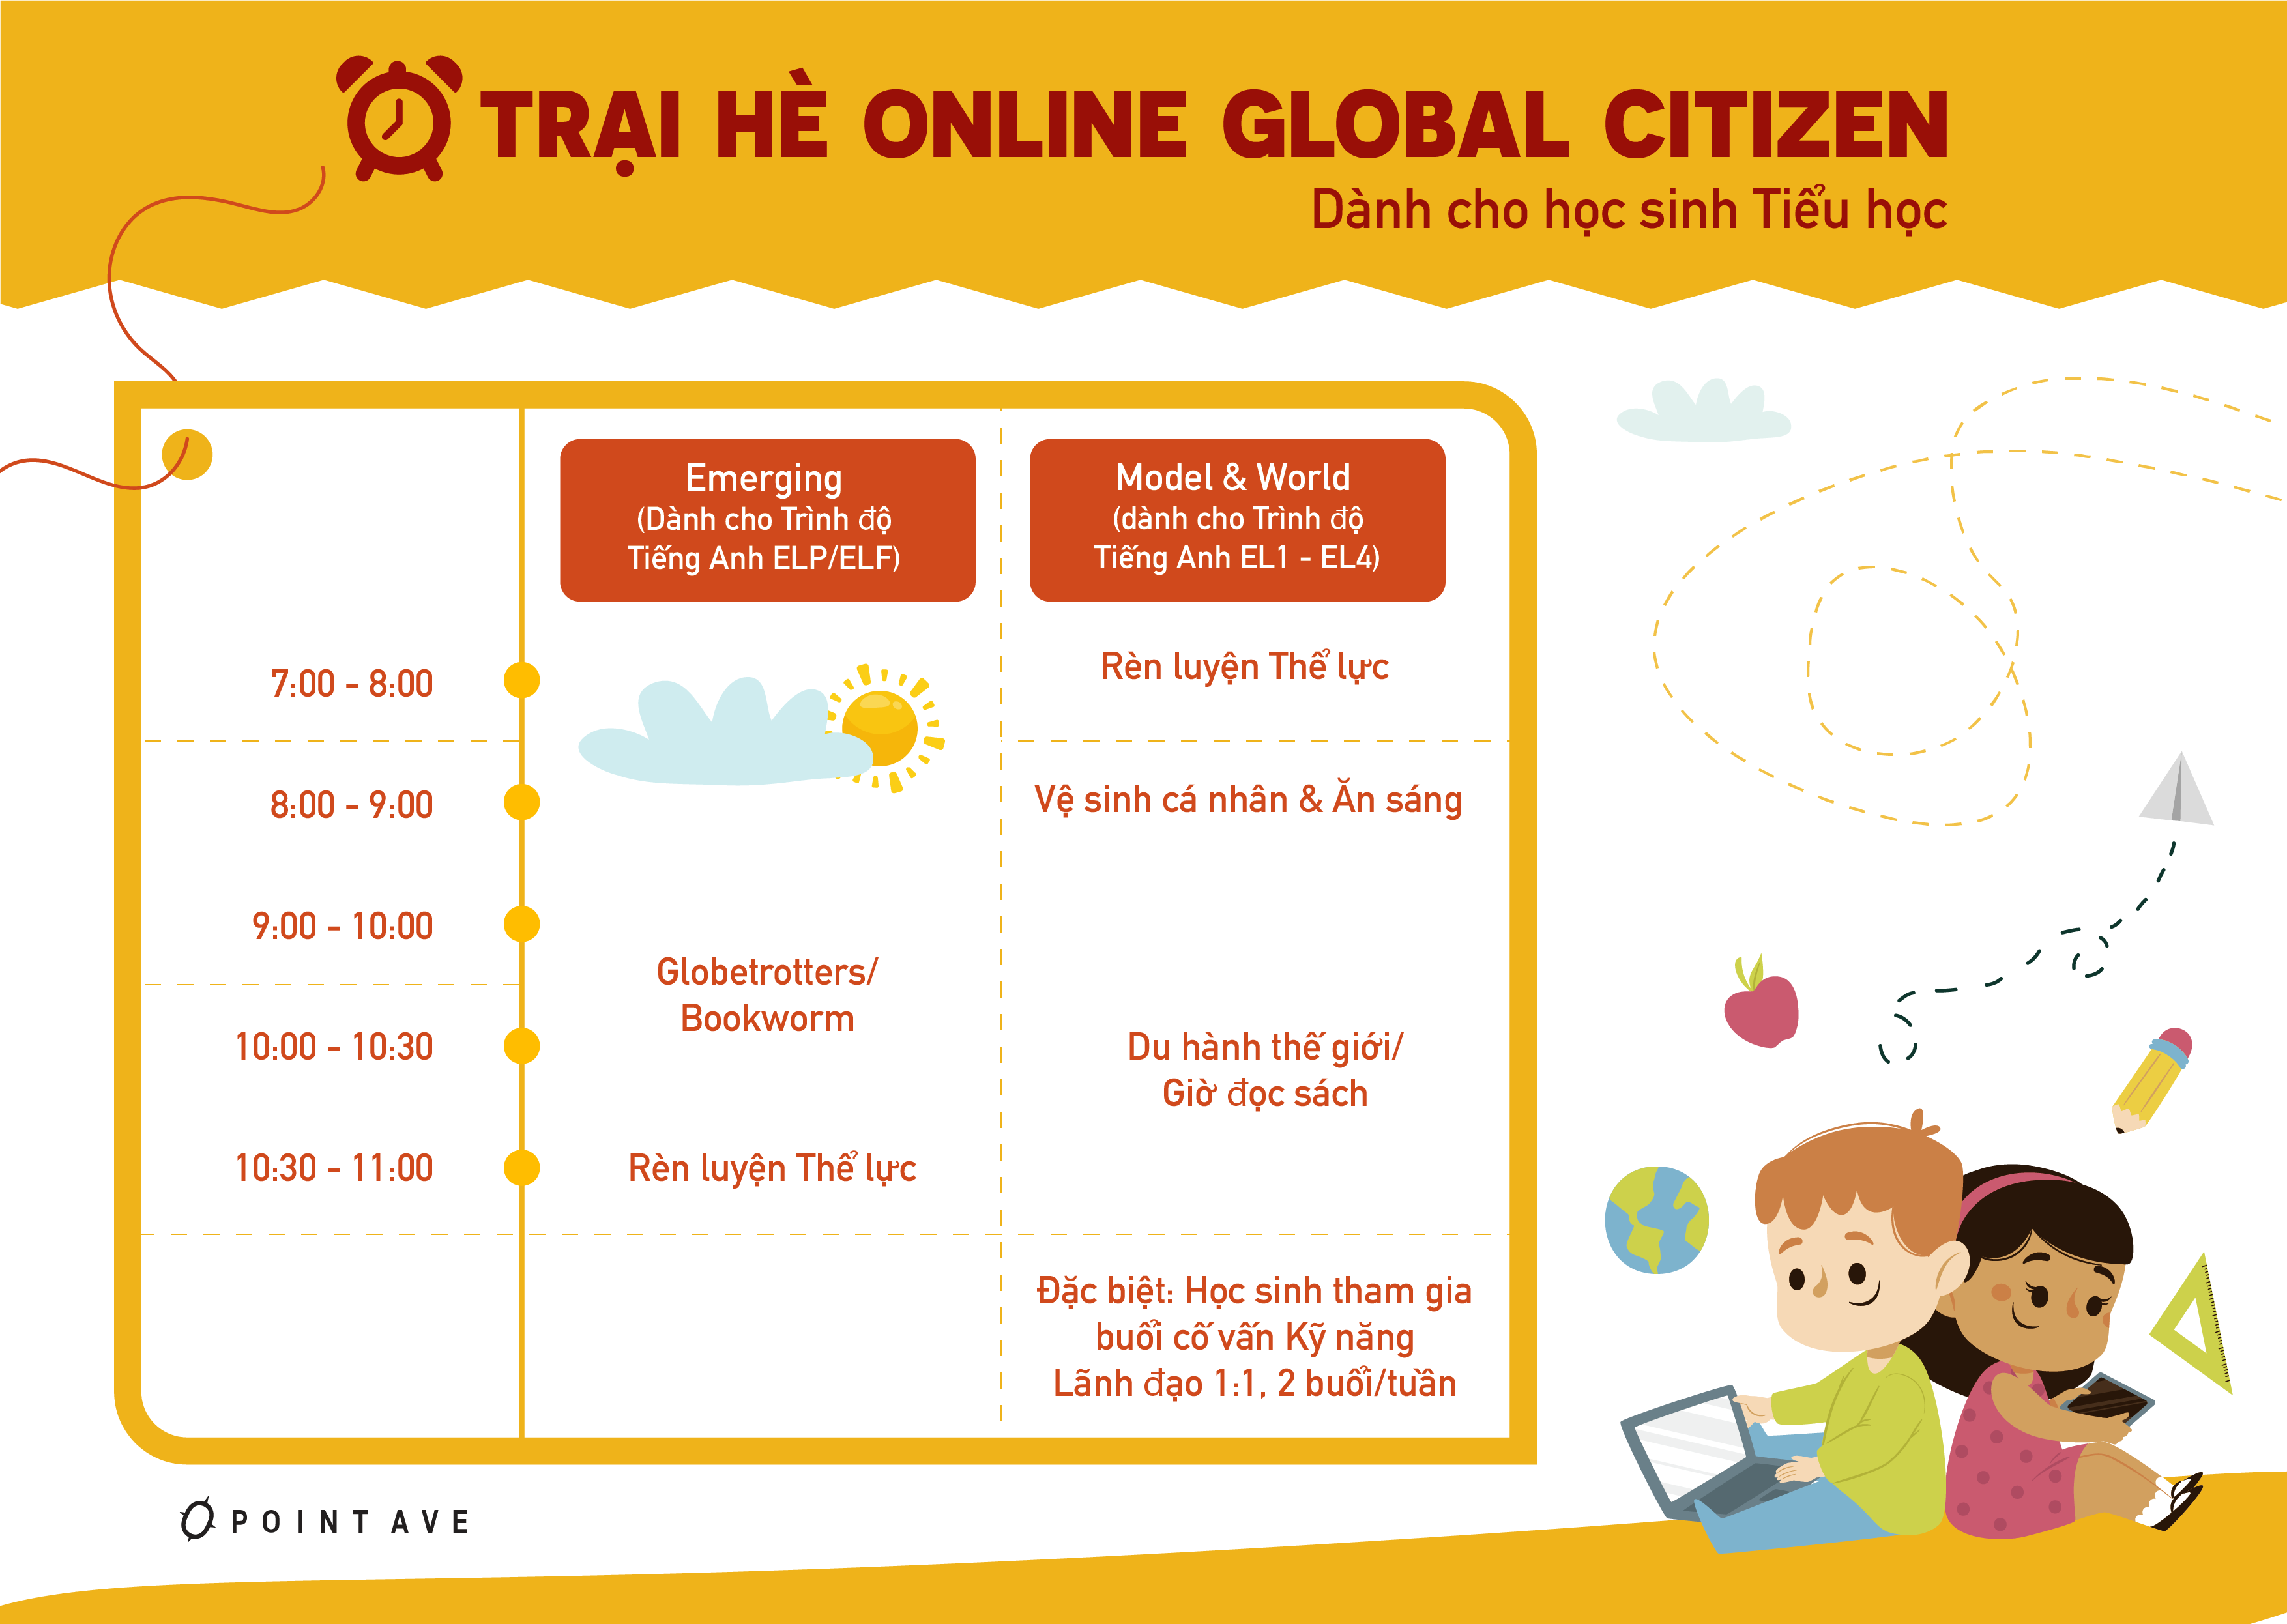 TRẠI HÈ ONLINE GLOBAL CITIZEN
Dành cho học sinh Tiểu học
Emerging
(Dành cho Trình độ
Tiếng Anh ELP/ELF)
Model & World
(dành cho Trình độ
Tiếng Anh EL1 - EL4)
7:00 - 8:00
Rèn luyện Thể lực
8:00 - 9:00
Vệ sinh cá nhân & Ăn sáng
9:00 - 10:00
Globetrotters/
Bookworm
10:00 - 10:30
Du hành thế giới/
Giờ đọc sách
10:30 - 11:00
Rèn luyện Thể lực
Đặc biệt: Học sinh tham gia
buổi cố vấn Kỹ năng
Lãnh đạo 1:1, 2 buổi/tuần
POINT AVE